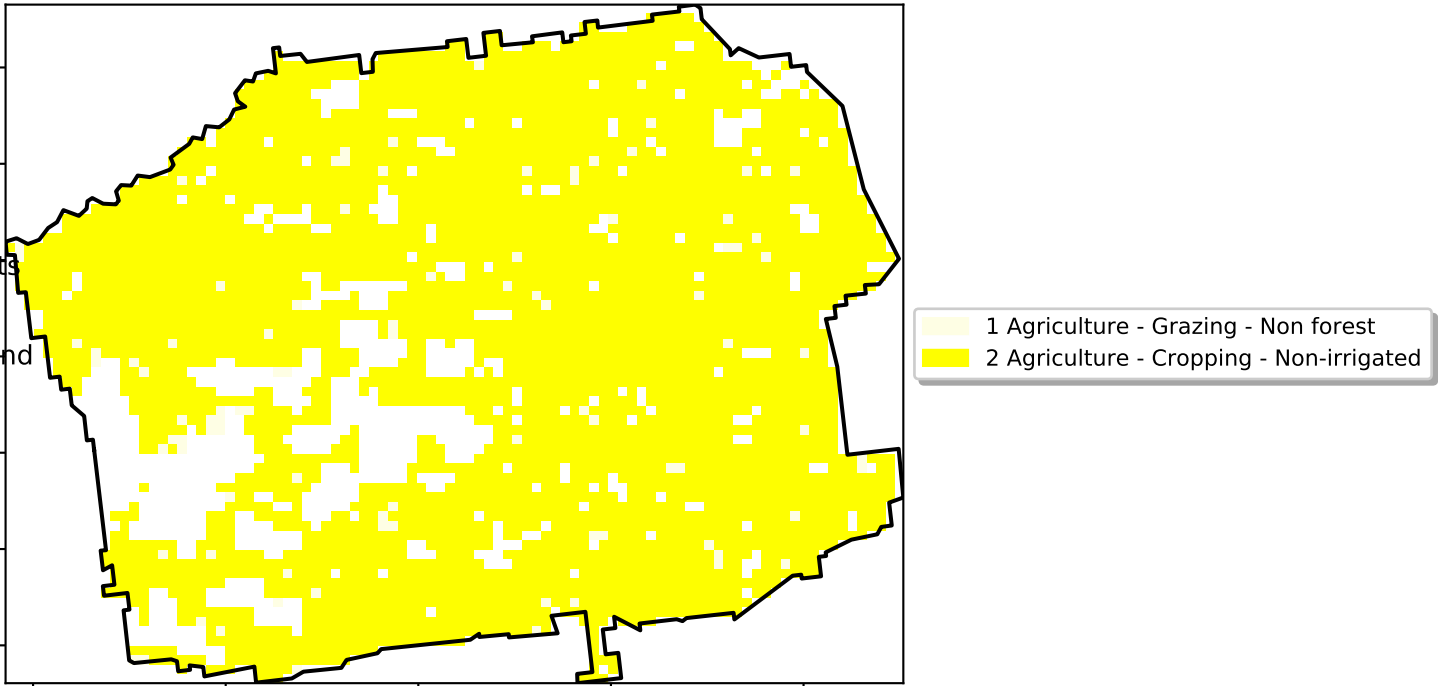 ts
nd
1 Agriculture - Grazing - Non forest
2 Agriculture - Cropping - Non-irrigated